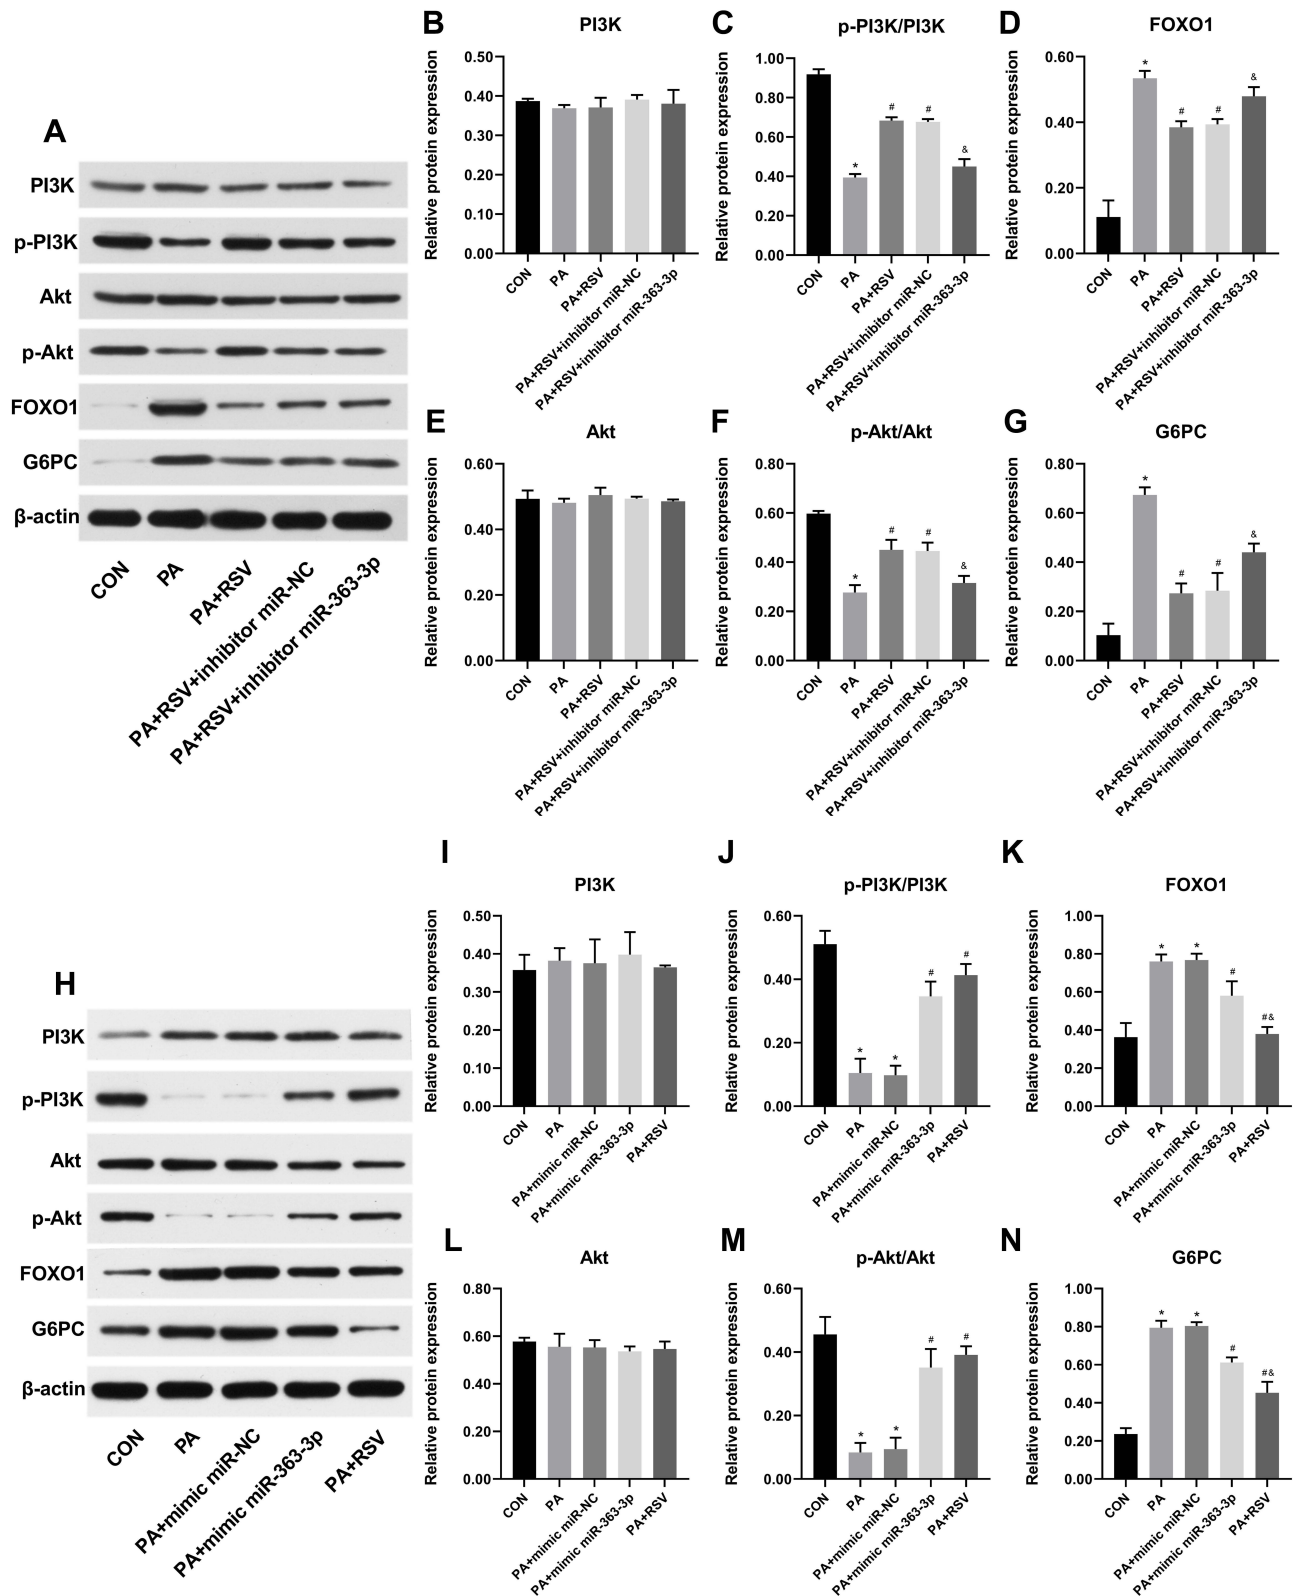 A
PI3K
p-PI3K
Akt
p-Akt
FOXO1
G6PC
β-actin
CON
PA
PA+RSV
PA+RSV+inhibitor miR-NC
PA+RSV+inhibitor miR-363-3p
B
PI3K
Relative protein expression
0.50
0.40
0.30
0.20
0.10
0.00
CON
PA
PA+RSV
PA+RSV+inhibitor miR-NC
PA+RSV+inhibitor miR-363-3p
C
p-PI3K/PI3K
Relative protein expression
1.00
0.80
0.60
0.40
0.20
0.00
*
#
#
&
CON
PA
PA+RSV
PA+RSV+inhibitor miR-NC
PA+RSV+inhibitor miR-363-3p
D
FOXO1
Relative protein expression
0.60
0.40
0.20
0.00
*
#
#
&
CON
PA
PA+RSV
PA+RSV+inhibitor miR-NC
PA+RSV+inhibitor miR-363-3p
E
Akt
Relative protein expression
0.60
0.40
0.20
0.00
CON
PA
PA+RSV
PA+RSV+inhibitor miR-NC
PA+RSV+inhibitor miR-363-3p
F
p-Akt/Akt
Relative protein expression
0.80
0.60
0.40
0.20
0.00
*
#
#
&
CON
PA
PA+RSV
PA+RSV+inhibitor miR-NC
PA+RSV+inhibitor miR-363-3p
G
G6PC
Relative protein expression
0.80
0.60
0.40
0.20
0.00
*
#
#
&
CON
PA
PA+RSV
PA+RSV+inhibitor miR-NC
PA+RSV+inhibitor miR-363-3p
H
PI3K
p-PI3K
Akt
p-Akt
FOXO1
G6PC
β-actin
CON
PA
PA+mimic miR-NC
PA+mimic miR-363-3p
PA+RSV
I
PI3K
Relative protein expression
0.50
0.40
0.30
0.20
0.10
0.00
CON
PA
PA+mimic miR-NC
PA+mimic miR-363-3p
PA+RSV
J
p-PI3K/PI3K
Relative protein expression
0.60
0.40
0.20
0.00
*
*
#
#
CON
PA
PA+mimic miR-NC
PA+mimic miR-363-3p
PA+RSV
K
FOXO1
Relative protein expression
1.00
0.80
0.60
0.40
0.20
0.00
*
*
#
#&
CON
PA
PA+mimic miR-NC
PA+mimic miR-363-3p
PA+RSV
L
Akt
Relative protein expression
0.80
0.60
0.40
0.20
0.00
CON
PA
PA+mimic miR-NC
PA+mimic miR-363-3p
PA+RSV
M
p-Akt/Akt
Relative protein expression
0.60
0.40
0.20
0.00
*
*
#
#
CON
PA
PA+mimic miR-NC
PA+mimic miR-363-3p
PA+RSV
N
G6PC
Relative protein expression
1.00
0.80
0.60
0.40
0.20
0.00
*
*
#
#&
CON
PA
PA+mimic miR-NC
PA+mimic miR-363-3p
PA+RSV